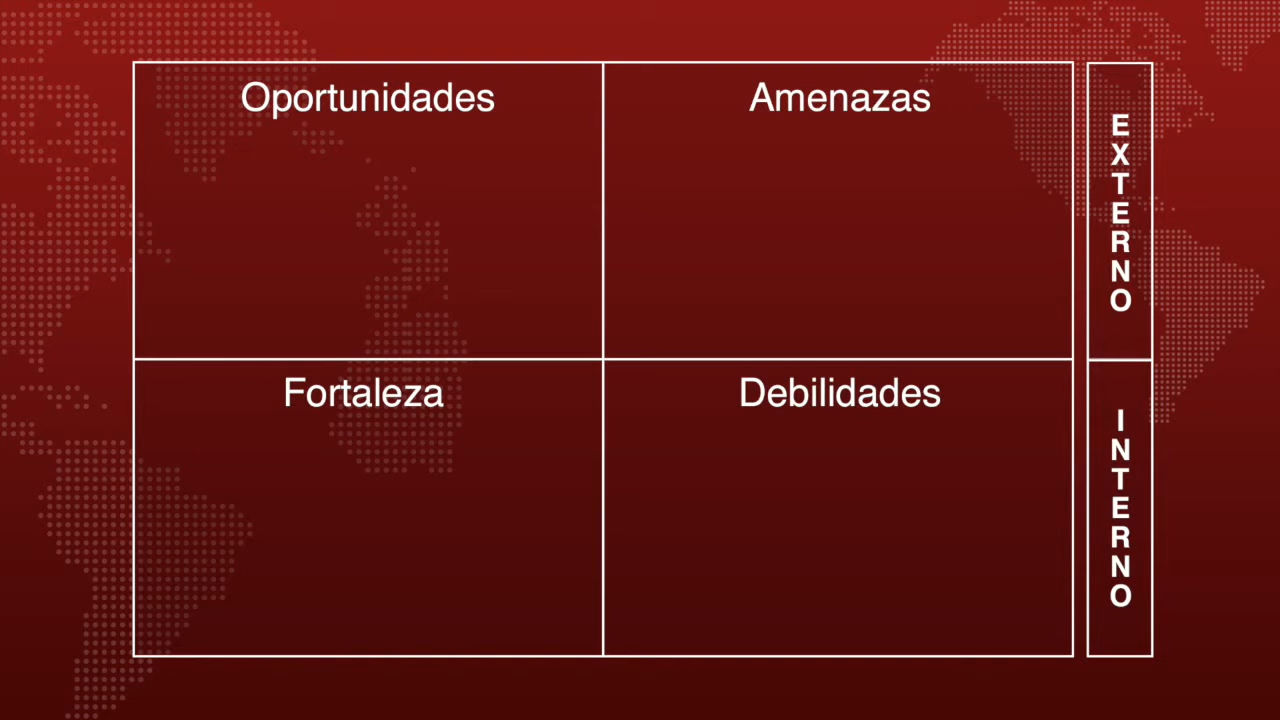 Oportunidades
Amenazas
EXTERNO
Fortaleza
Debilidades
INTERNO